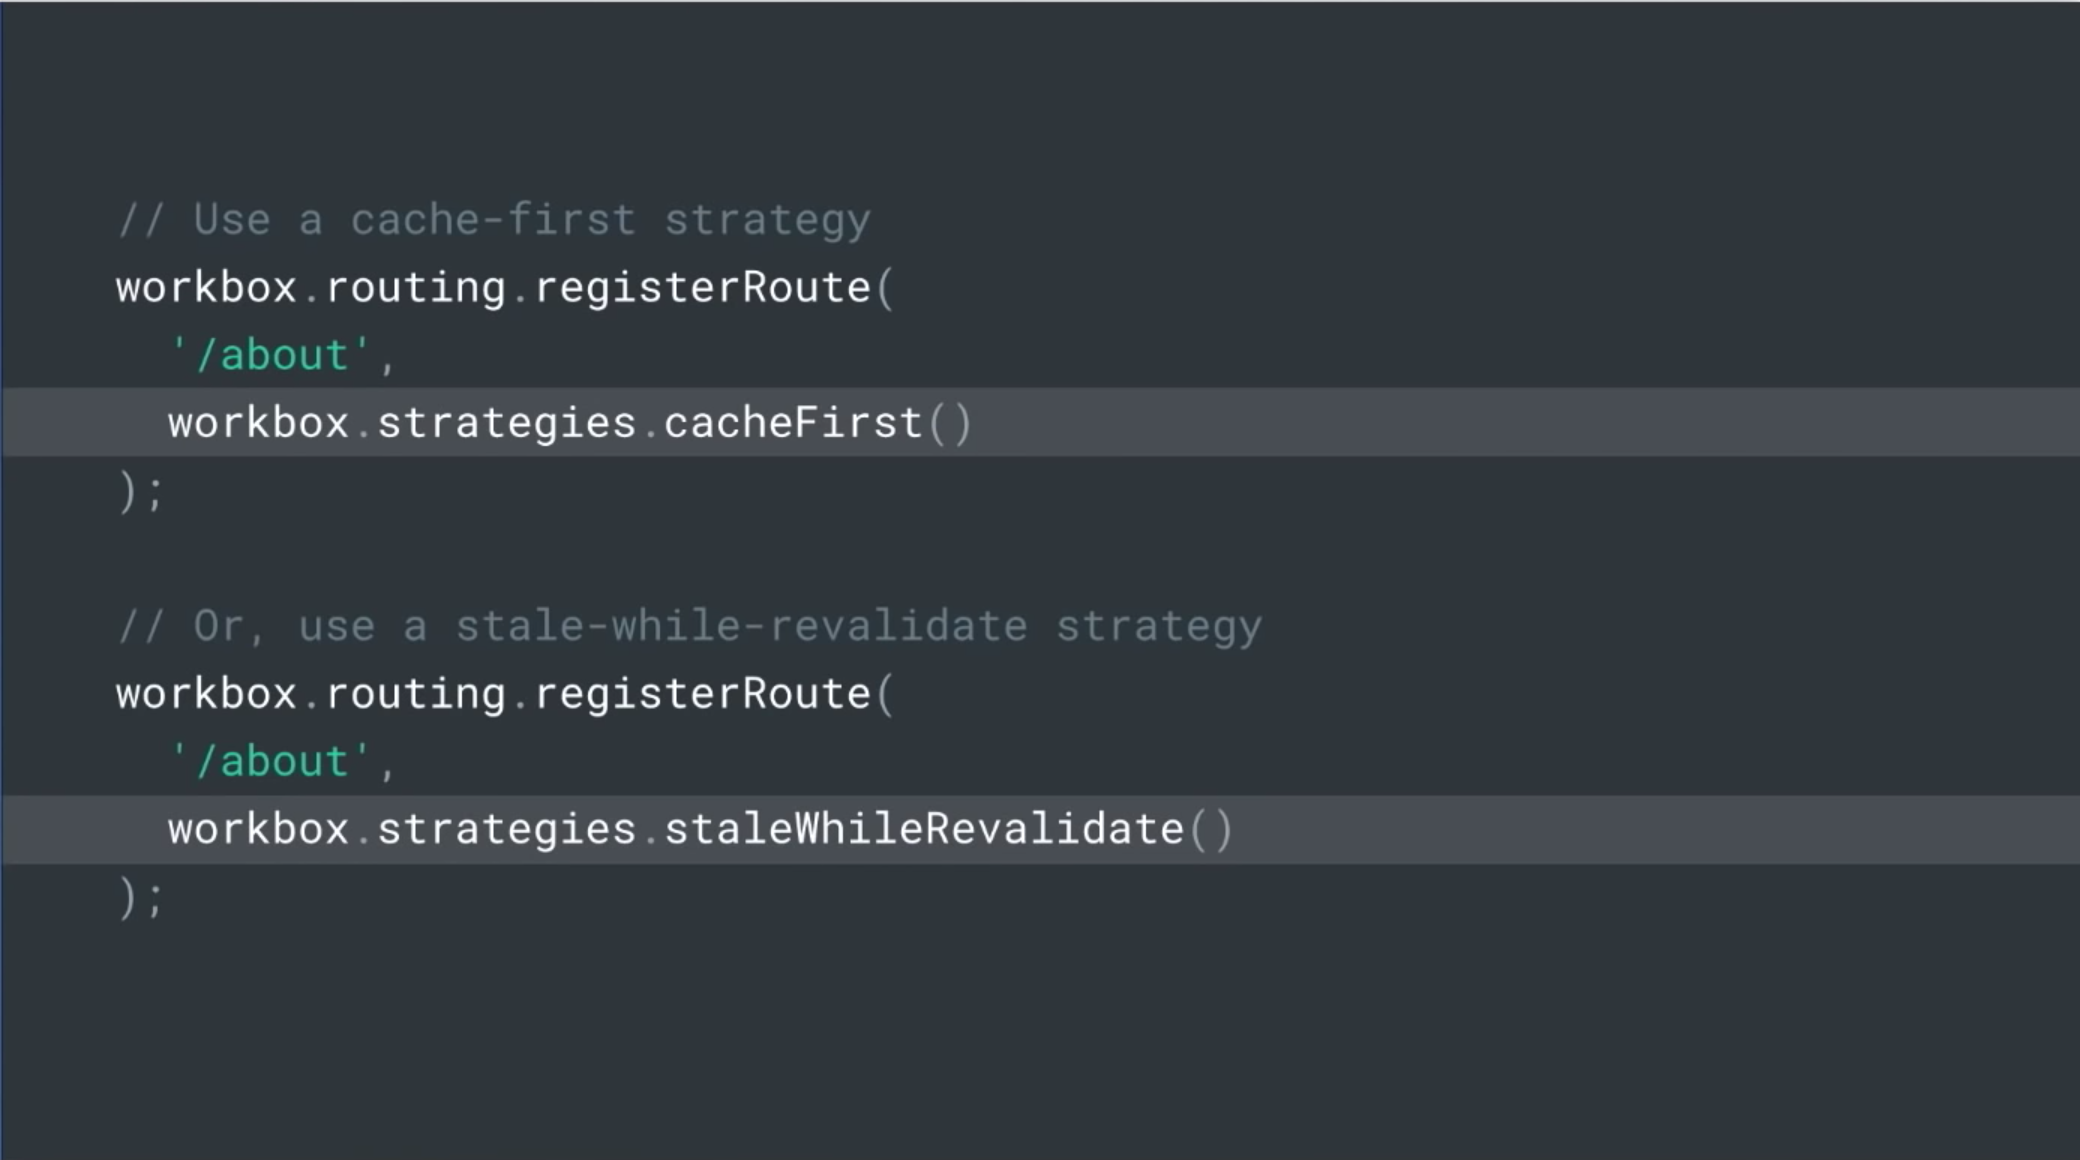 // Use a cache-first strategy
workbox.routing.registerRoute(
  '/about',
  workbox.strategies.cacheFirst()
);

// Or, use a stale-while-revalidate strategy
workbox.routing.registerRoute(
  '/about',
  workbox.strategies.staleWhileRevalidate()
);